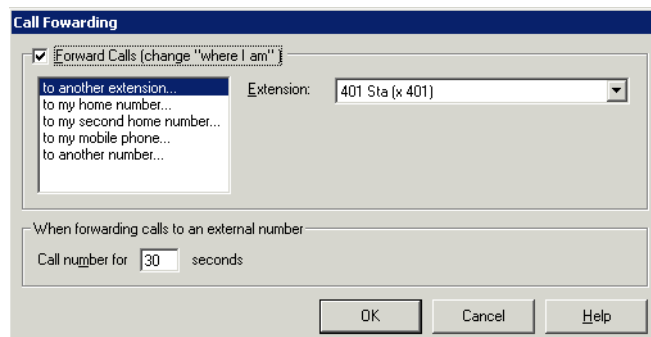 Call Fowarding
Forward Calls (change "where I am" )
to another extension...
to my home number...
to my second home number...
to my mobile phone...
to another number...
Extension:
401 Sta (x 401)
When forwarding calls to an external number
Call number for 30 seconds
OK
Cancel
Help